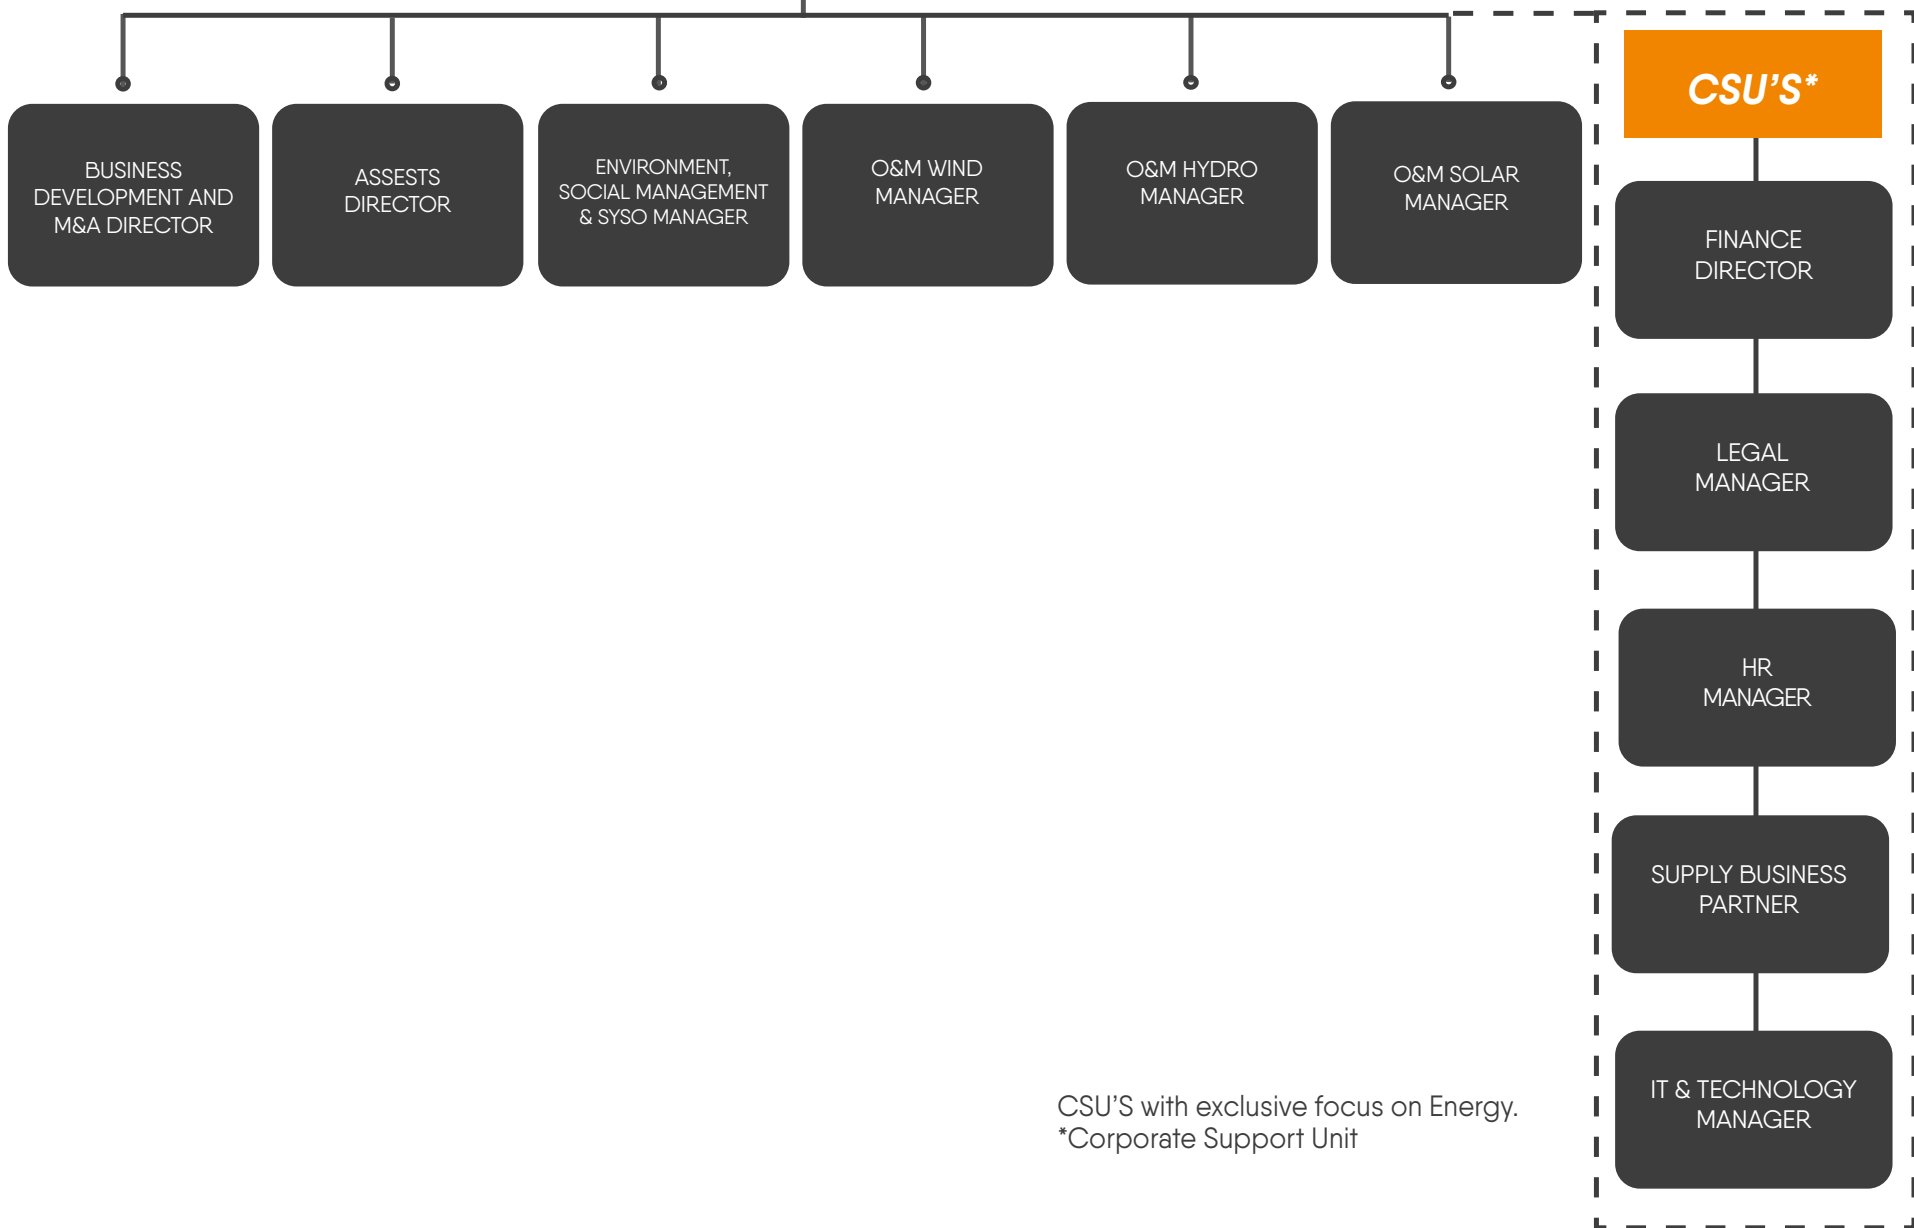 BUSINESS
DEVELOPMENT AND
M&A DIRECTOR
ASSESTS
DIRECTOR
ENVIRONMENT,
SOCIAL MANAGEMENT
& SYSO MANAGER
O&M WIND
MANAGER
O&M HYDRO
MANAGER
O&M SOLAR
MANAGER
CSU'S*
FINANCE
DIRECTOR
LEGAL
MANAGER
HR
MANAGER
SUPPLY BUSINESS
PARTNER
IT & TECHNOLOGY
MANAGER
CSU'S with exclusive focus on Energy.
*Corporate Support Unit